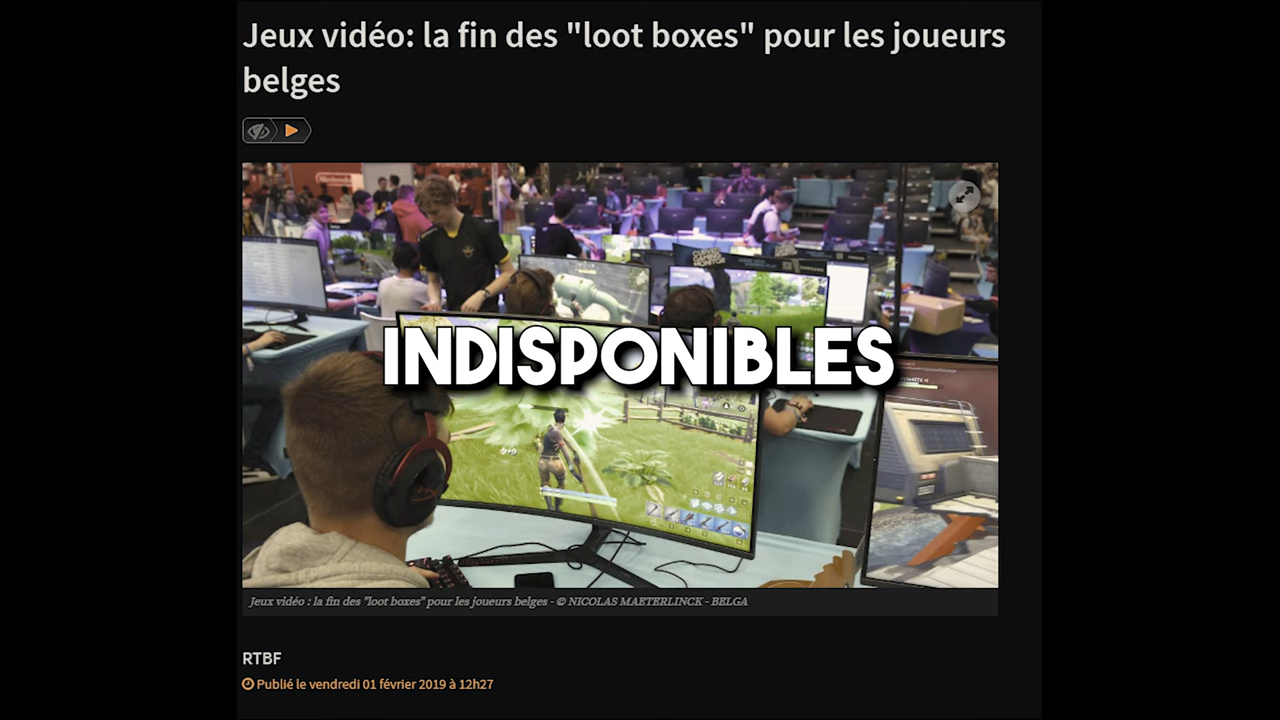 Jeux vidéo: la fin des "loot boxes" pour les joueurs
belges
INDISPONIBLES
Jeux vidéo : la fin des "loot boxes" pour les joueurs belges - © NICOLAS MAETERLINCK - BELGA
RTBF
Publié le vendredi 01 février 2019 à 12h27